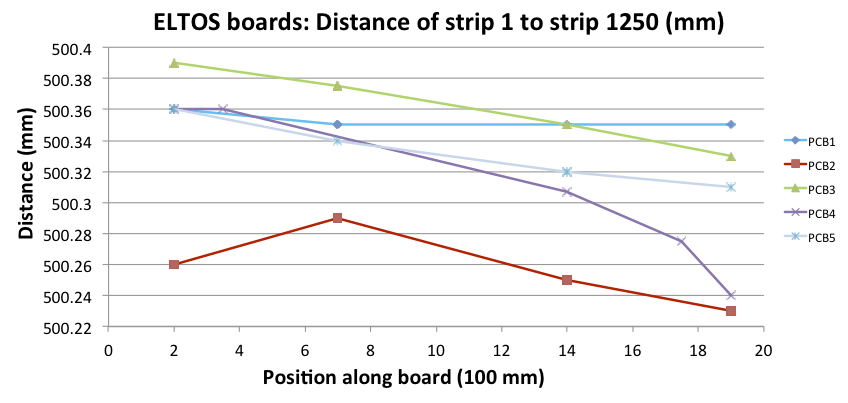 ELTOS boards: Distance of strip 1 to strip 1250 (mm)
Distance (mm)
500.4
500.38
500.36
500.34
500.32
500.3
500.28
500.26
500.24
500.22
0 2 4 6 8 10 12 14 16 18 20
Position along board (100 mm)
PCB1
PCB2
PCB3
PCB4
PCB5